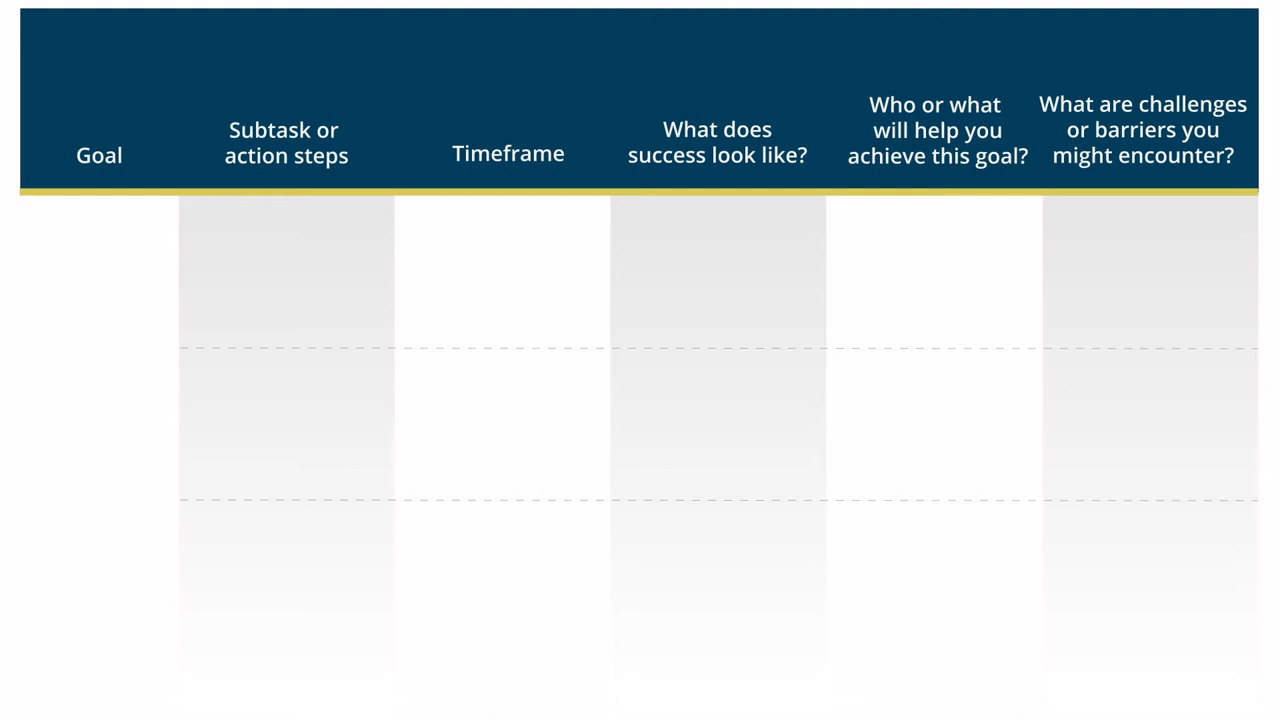 Goal
Subtask or
action steps
Timeframe
What does
success look like?
Who or what
will help you
achieve this goal?
What are challenges
or barriers you
might encounter?